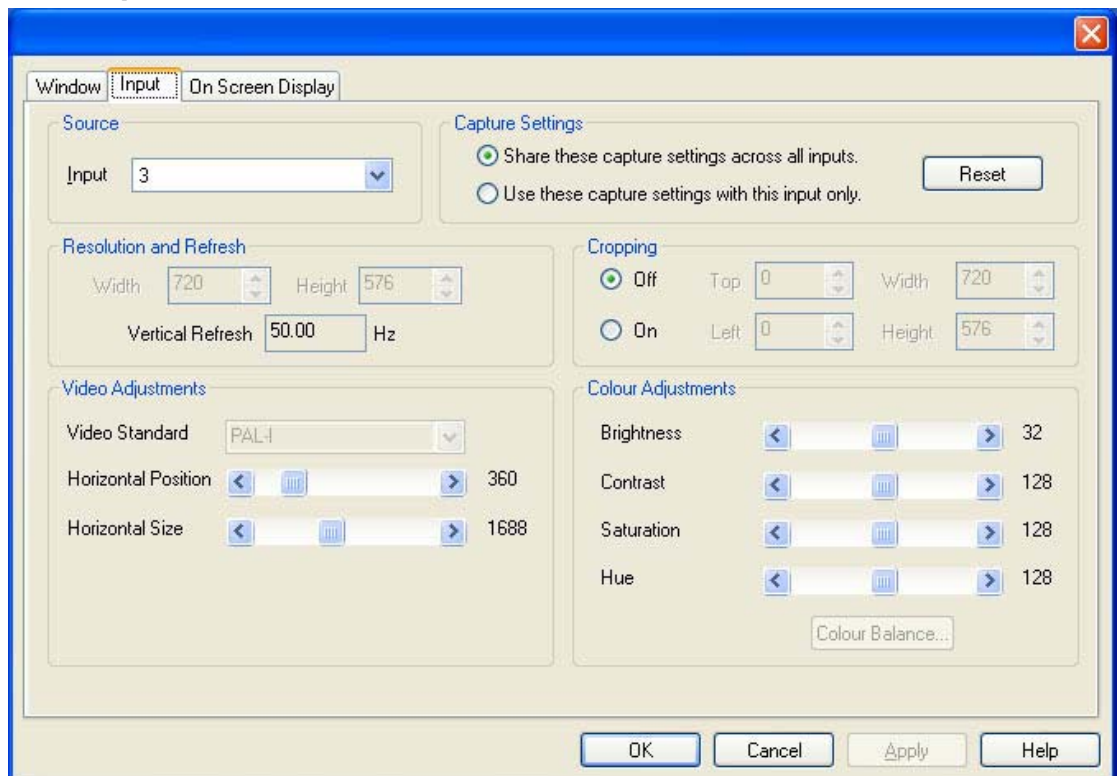 Window Input On Screen Display
Source
Input 3
Capture Settings
Share these capture settings across all inputs.
Use these capture settings with this input only.
Reset
Resolution and Refresh
Width 720 Height 576
Vertical Refresh 50.00 Hz
Cropping
Off Top 0 Width 720
On Left 0 Height 576
Video Adjustments
Video Standard PAL-I
Horizontal Position 360
Horizontal Size 1688
Colour Adjustments
Brightness 32
Contrast 128
Saturation 128
Hue 128
Colour Balance...
OK Cancel Apply Help